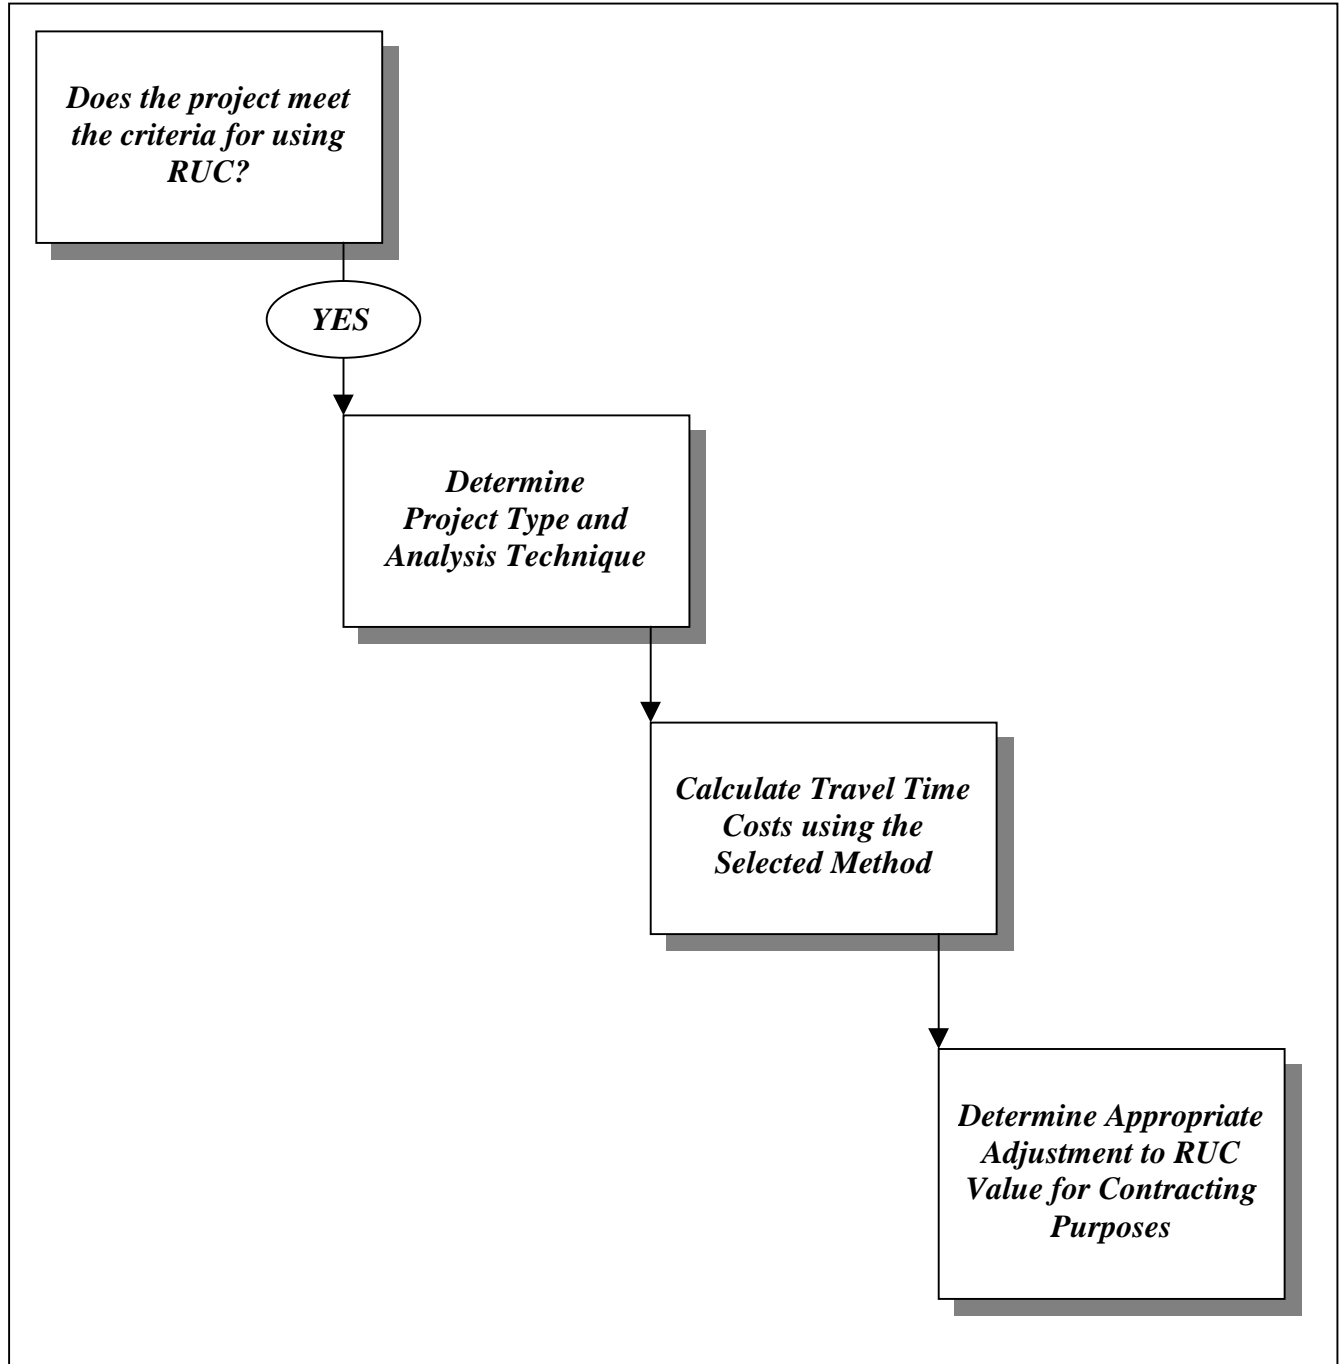 Does the project meet
the criteria for using
RUC?
YES
Determine
Project Type and
Analysis Technique
Calculate Travel Time
Costs using the
Selected Method
Determine Appropriate
Adjustment to RUC
Value for Contracting
Purposes